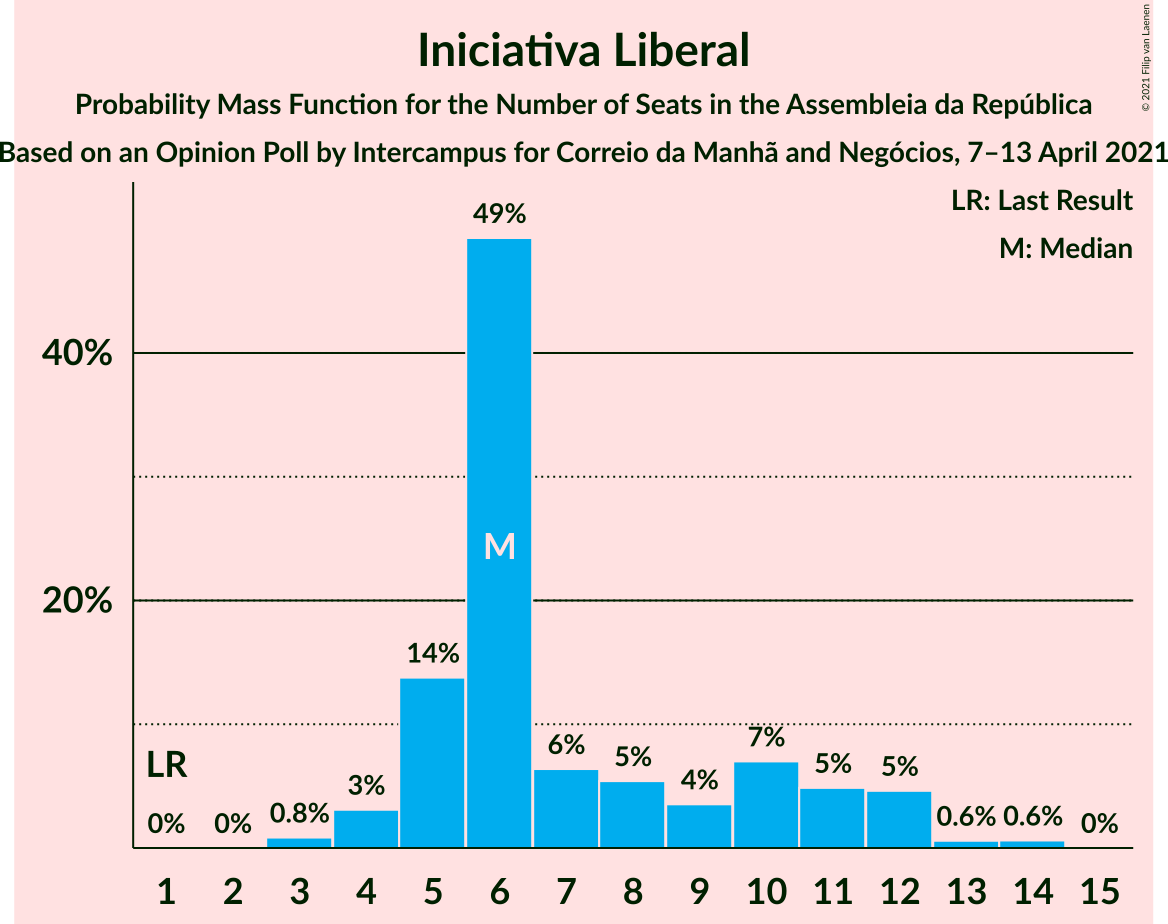 Iniciativa Liberal
Probability Mass Function for the Number of Seats in the Assembleia da República
Based on an Opinion Poll by Intercampus for Correio da Manhã and Negócios, 7–13 April 2021
© 2021 Filip van Laenen
LR: Last Result
M: Median
49%
40%
M
20%
14%
LR
0% 0% 0.8% 3% 6% 5% 4% 7% 5% 5% 0.6% 0.6% 0%
1 2 3 4 5 6 7 8 9 10 11 12 13 14 15